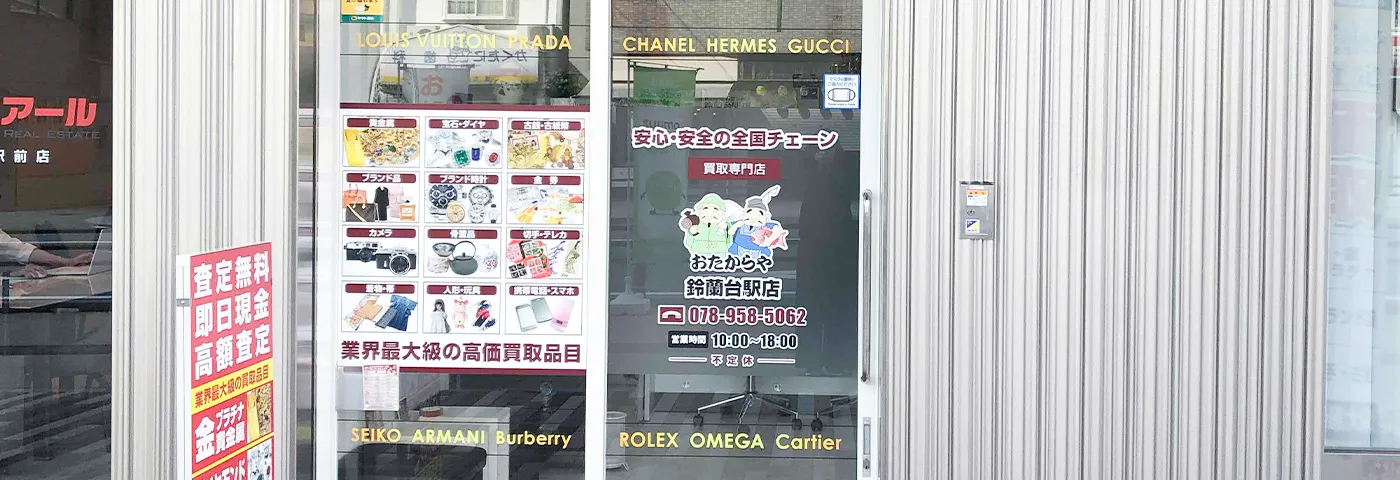 アール
REAL ESTATE
駅前店
LOUIS VUITTON PRADA
CHANEL HERMES GUCCI
貴金属
宝石・ダイヤ
古銭・古紙幣
ブランド品
ブランド時計
金券
カメラ
骨董品
切手・テレカ
着物・帯
人形・玩具
携帯電話・スマホ
業界最大級の高価買取品目
SEIKO ARMANI Burberry
安心・安全の全国チェーン
買取専門店
おたからや
鈴蘭台駅店
078-958-5062
営業時間 10:00〜18:00
不定休
ROLEX OMEGA Cartier
査定無料
即日現金
高額査定
業界最大級の買取品目
金 プラチナ
貴金属